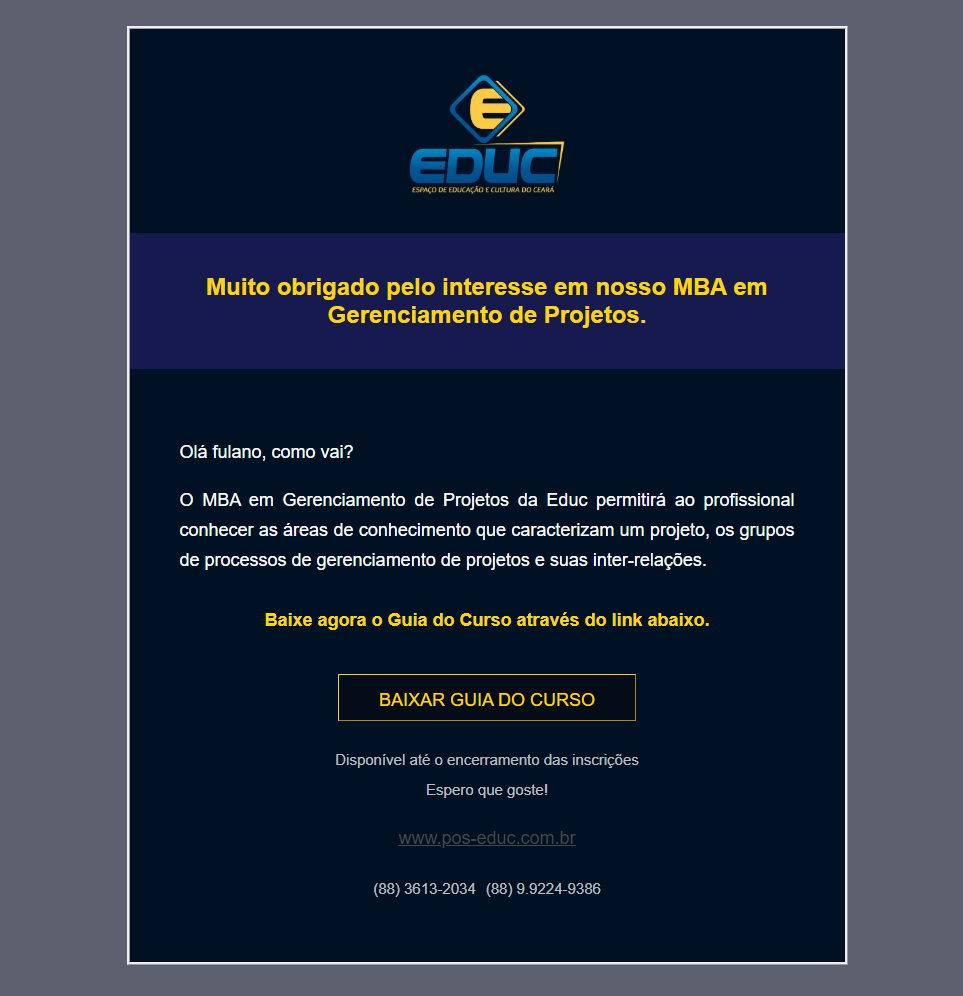 E
EDUC
ESPAÇO DE EDUCAÇÃO E CULTURA DO CEARÁ
Muito obrigado pelo interesse em nosso MBA em
Gerenciamento de Projetos.
Olá fulano, como vai?
O MBA em Gerenciamento de Projetos da Educ permitirá ao profissional
conhecer as áreas de conhecimento que caracterizam um projeto, os grupos
de processos de gerenciamento de projetos e suas inter-relações.
Baixe agora o Guia do Curso através do link abaixo.
BAIXAR GUIA DO CURSO
Disponível até o encerramento das inscrições
Espero que goste!
www.pos-educ.com.br
(88) 3613-2034 (88) 9.9224-9386